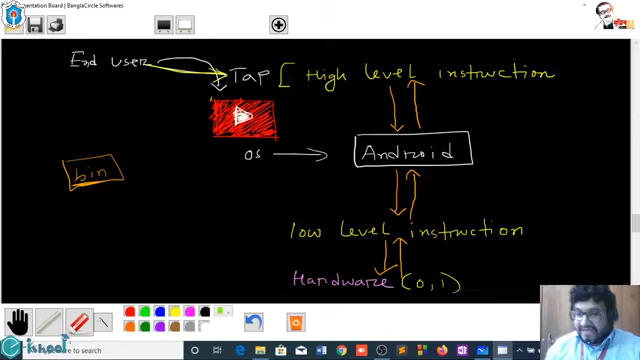 Presentation Board / BanglaCircle Softwares
End user
Tap [ High level instruction
OS → Android
bin
low level instruction
Hardware (0, 1)
eiskool
here to search